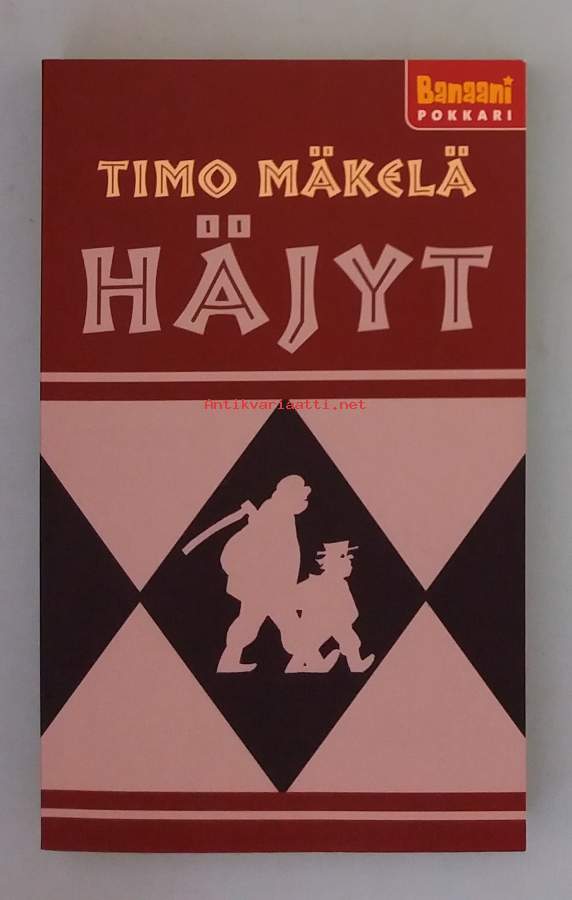 Banaani
POKKARI
TIMO MÄKELÄ
HÄJYT
Antikvariaatti.net